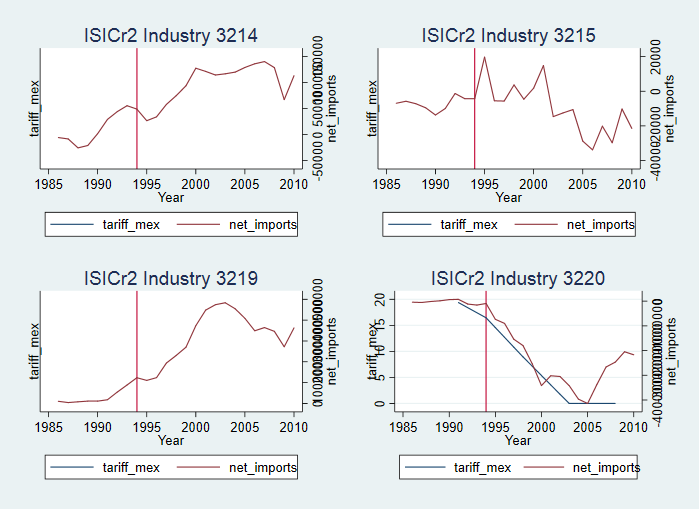 ISICr2 Industry 3214
tariff_mex
-50000 0
net_imports
1985 1990 1995 2000 2005 2010
Year
tariff_mex net_imports
ISICr2 Industry 3215
tariff_mex
0 20000
net_imports
1985 1990 1995 2000 2005 2010
Year
tariff_mex net_imports
ISICr2 Industry 3219
tariff_mex
net_imports
1985 1990 1995 2000 2005 2010
Year
tariff_mex net_imports
ISICr2 Industry 3220
tariff_mex
0 5 10 15 20
net_imports
1985 1990 1995 2000 2005 2010
Year
tariff_mex net_imports